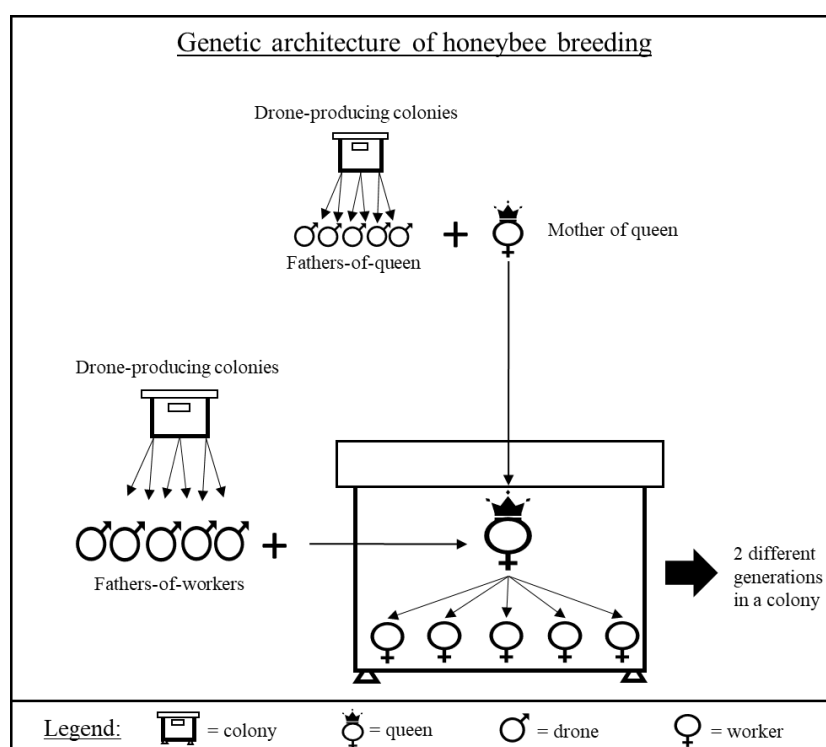 Genetic architecture of honeybee breeding
Drone-producing colonies
Fathers-of-queen
Mother of queen
Drone-producing colonies
Fathers-of-workers
2 different
generations
in a colony
Legend: = colony = queen = drone = worker